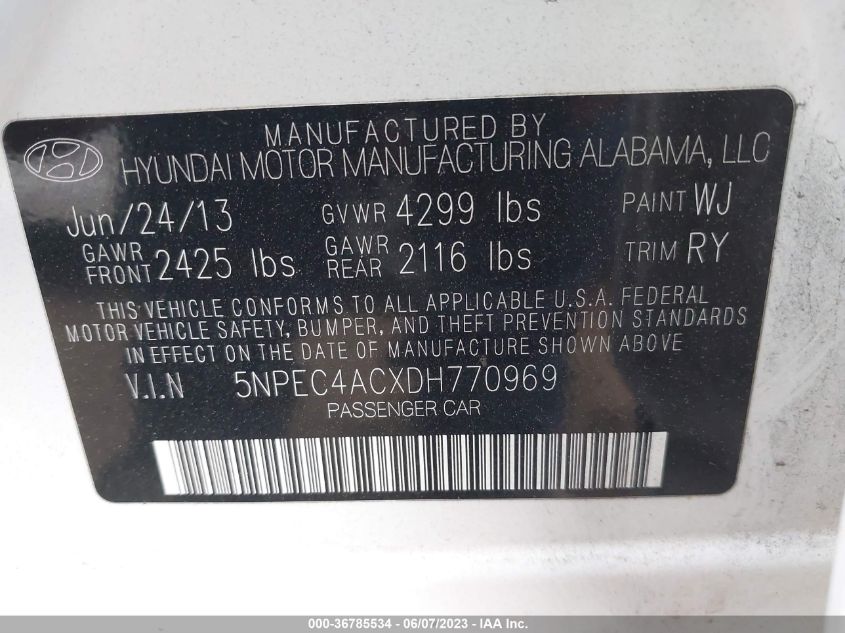 MANUFACTURED BY
HYUNDAI MOTOR MANUFACTURING ALABAMA, LLC
Jun/24/13 GVWR 4299 lbs PAINT WJ
GAWR FRONT 2425 lbs GAWR REAR 2116 lbs TRIM RY
THIS VEHICLE CONFORMS TO ALL APPLICABLE U.S.A. FEDERAL
MOTOR VEHICLE SAFETY, BUMPER, AND THEFT PREVENTION STANDARDS
IN EFFECT ON THE DATE OF MANUFACTURE SHOWN ABOVE.
V.I.N 5NPEC4ACXDH770969
PASSENGER CAR
000-36785534 - 06/07/2023 - IAA Inc.